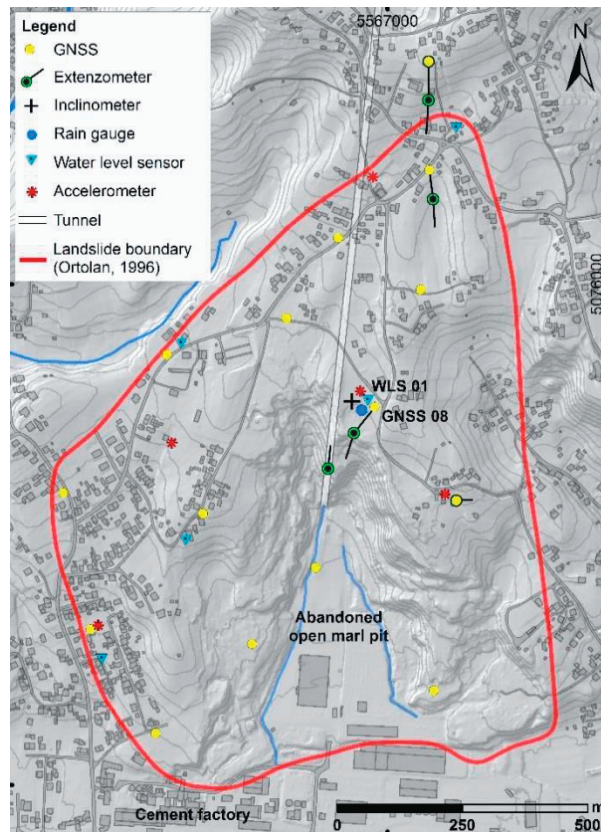 5567000
Legend
GNSS
Extenzometer
Inclinometer
Rain gauge
Water level sensor
Accelerometer
Tunnel
Landslide boundary
(Ortolan, 1996)
N
5076000
WLS 01
GNSS 08
Abandoned
open marl pit
Cement factory
m
0
250
500